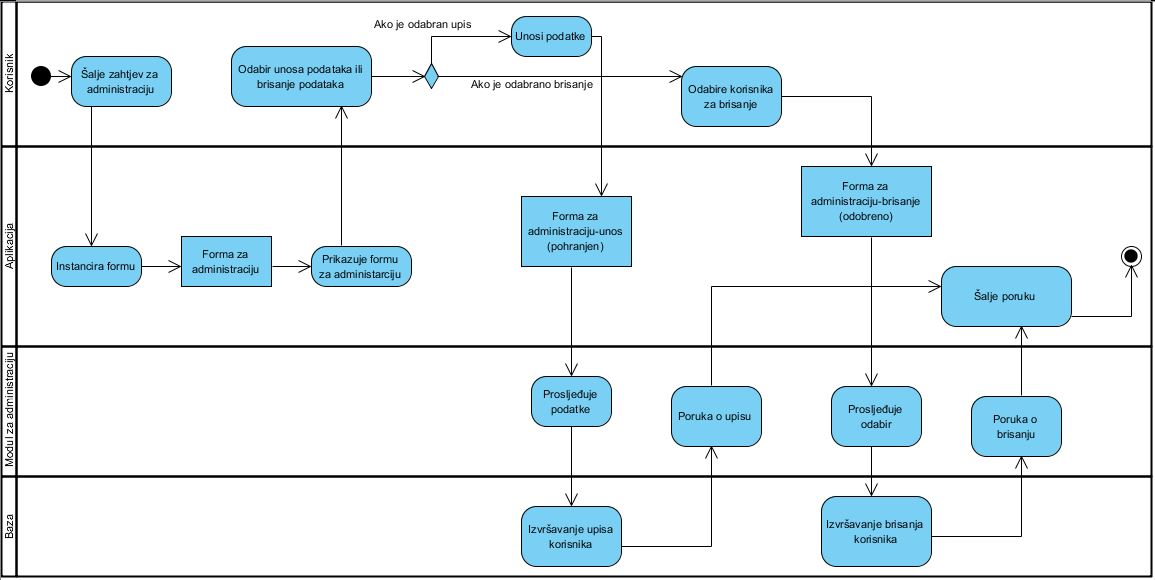 Korisnik
Šalje zahtjev za
administraciju
Odabir unosa podataka ili
brisanje podataka
Ako je odabran upis
Unosi podatke
Ako je odabrano brisanje
Odabire korisnika
za brisanje
Aplikacija
Instancira formu
Forma za
administraciju
Prikazuje formu
za administarciju
Forma za
administraciju-unos
(pohranjen)
Forma za
administraciju-brisanje
(odobreno)
Šalje poruku
Modul za administraciju
Prosljeđuje
podatke
Poruka o upisu
Prosljeđuje
odabir
Poruka o
brisanju
Baza
Izvršavanje upisa
korisnika
Izvršavanje brisanja
korisnika